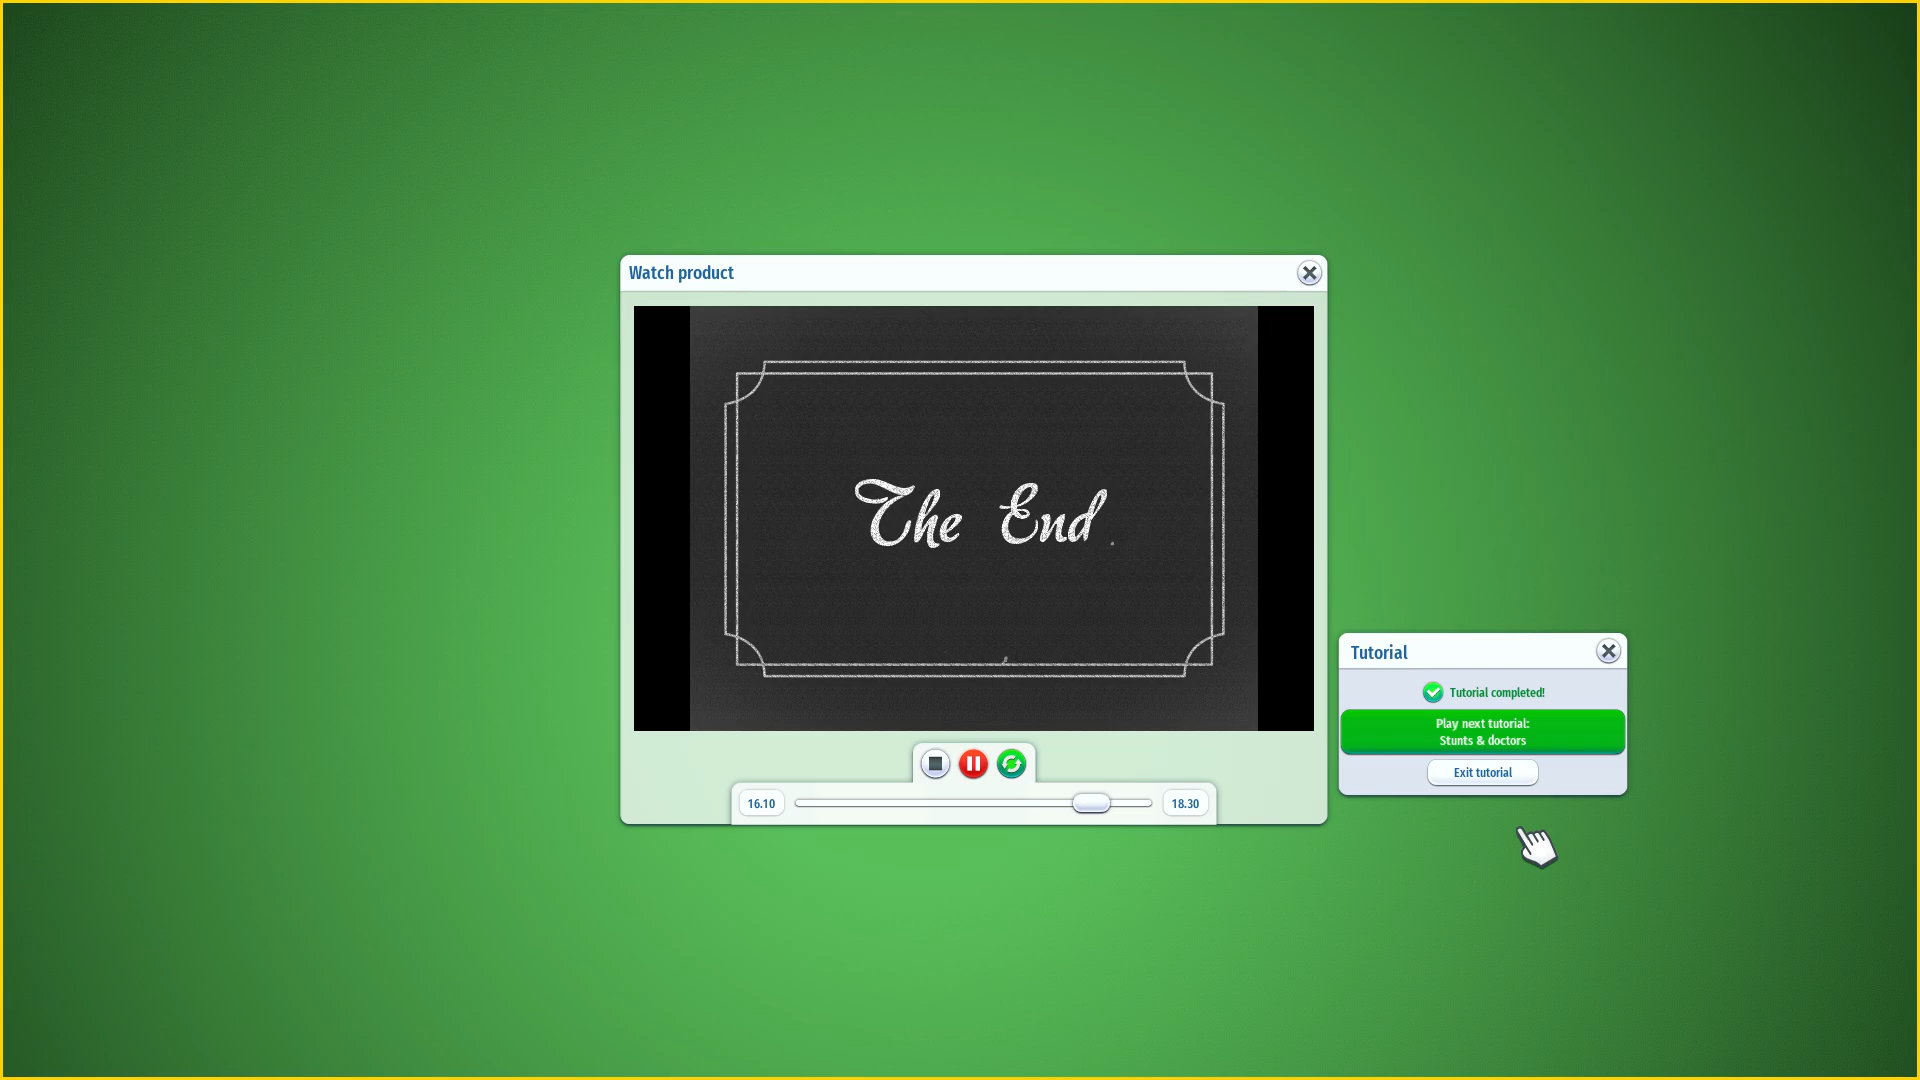 Watch product
The End
16.10
18.30
Tutorial
Tutorial completed!
Play next tutorial:
Stunts & doctors
Exit tutorial